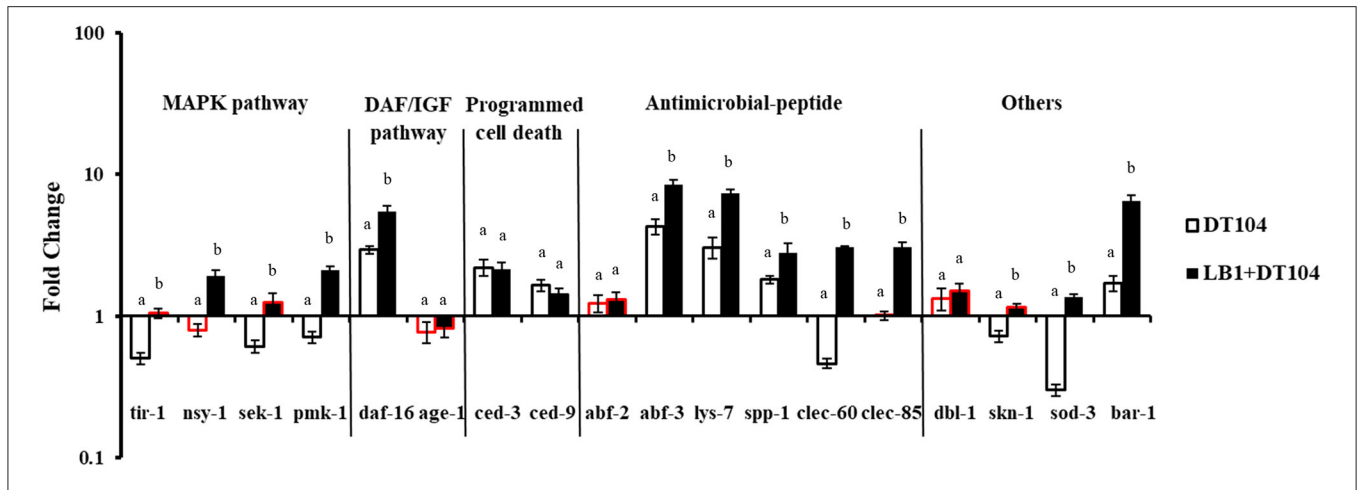 100
MAPK pathway
DAF/IGF
pathway
Programmed
cell death
Antimicrobial-peptide
Others
10
Fold Change
1
0.1
a b a b a b a b a b a a a a a a a a a b a b a b a b a b a a a b a b a b
tir-1 nsy-1 sek-1 pmk-1 daf-16 age-1 ced-3 ced-9 abf-2 abf-3 lys-7 spp-1 clec-60 clec-85 dbl-1 skn-1 sod-3 bar-1
DT104
LB1+DT104